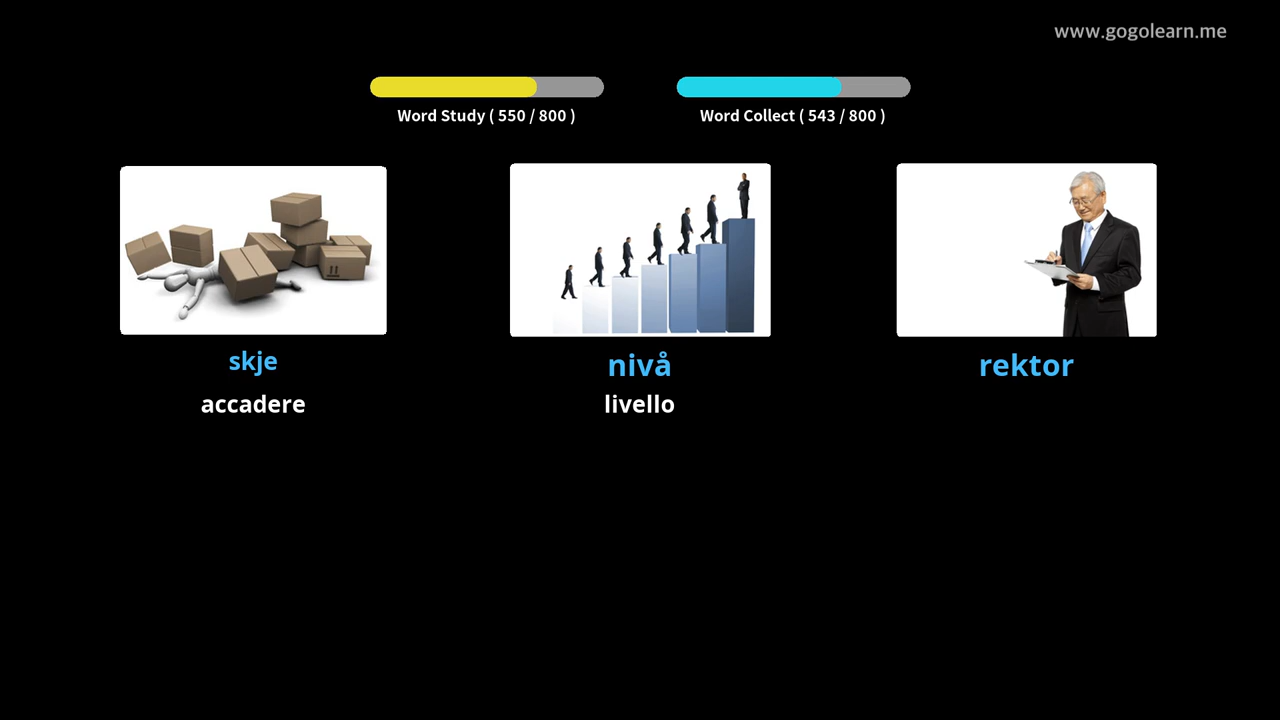 www.gogolearn.me
Word Study ( 550 / 800 )
Word Collect ( 543 / 800 )
skje
accadere
nivå
livello
rektor